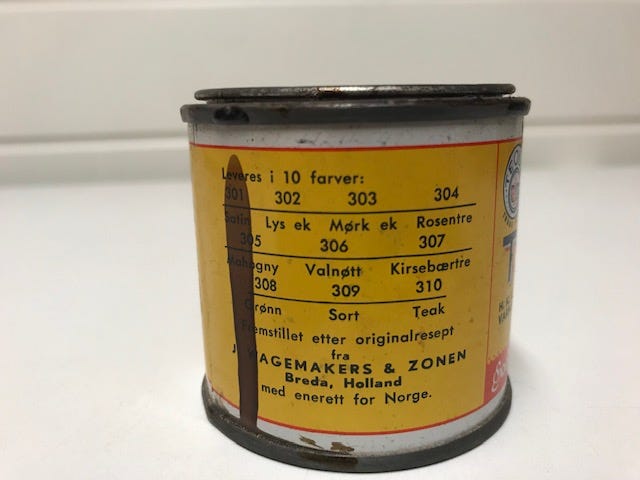 Leveres i 10 farver:
301 302 303 304
Satin Lys ek Mørk ek Rosentre
305 306 307
Mahogny Valnøtt Kirsebærtre
308 309 310
Grønn Sort Teak
Fremstillet etter originalresept
fra
J. WAGEMAKERS & ZONEN
Breda, Holland
med enerett for Norge.